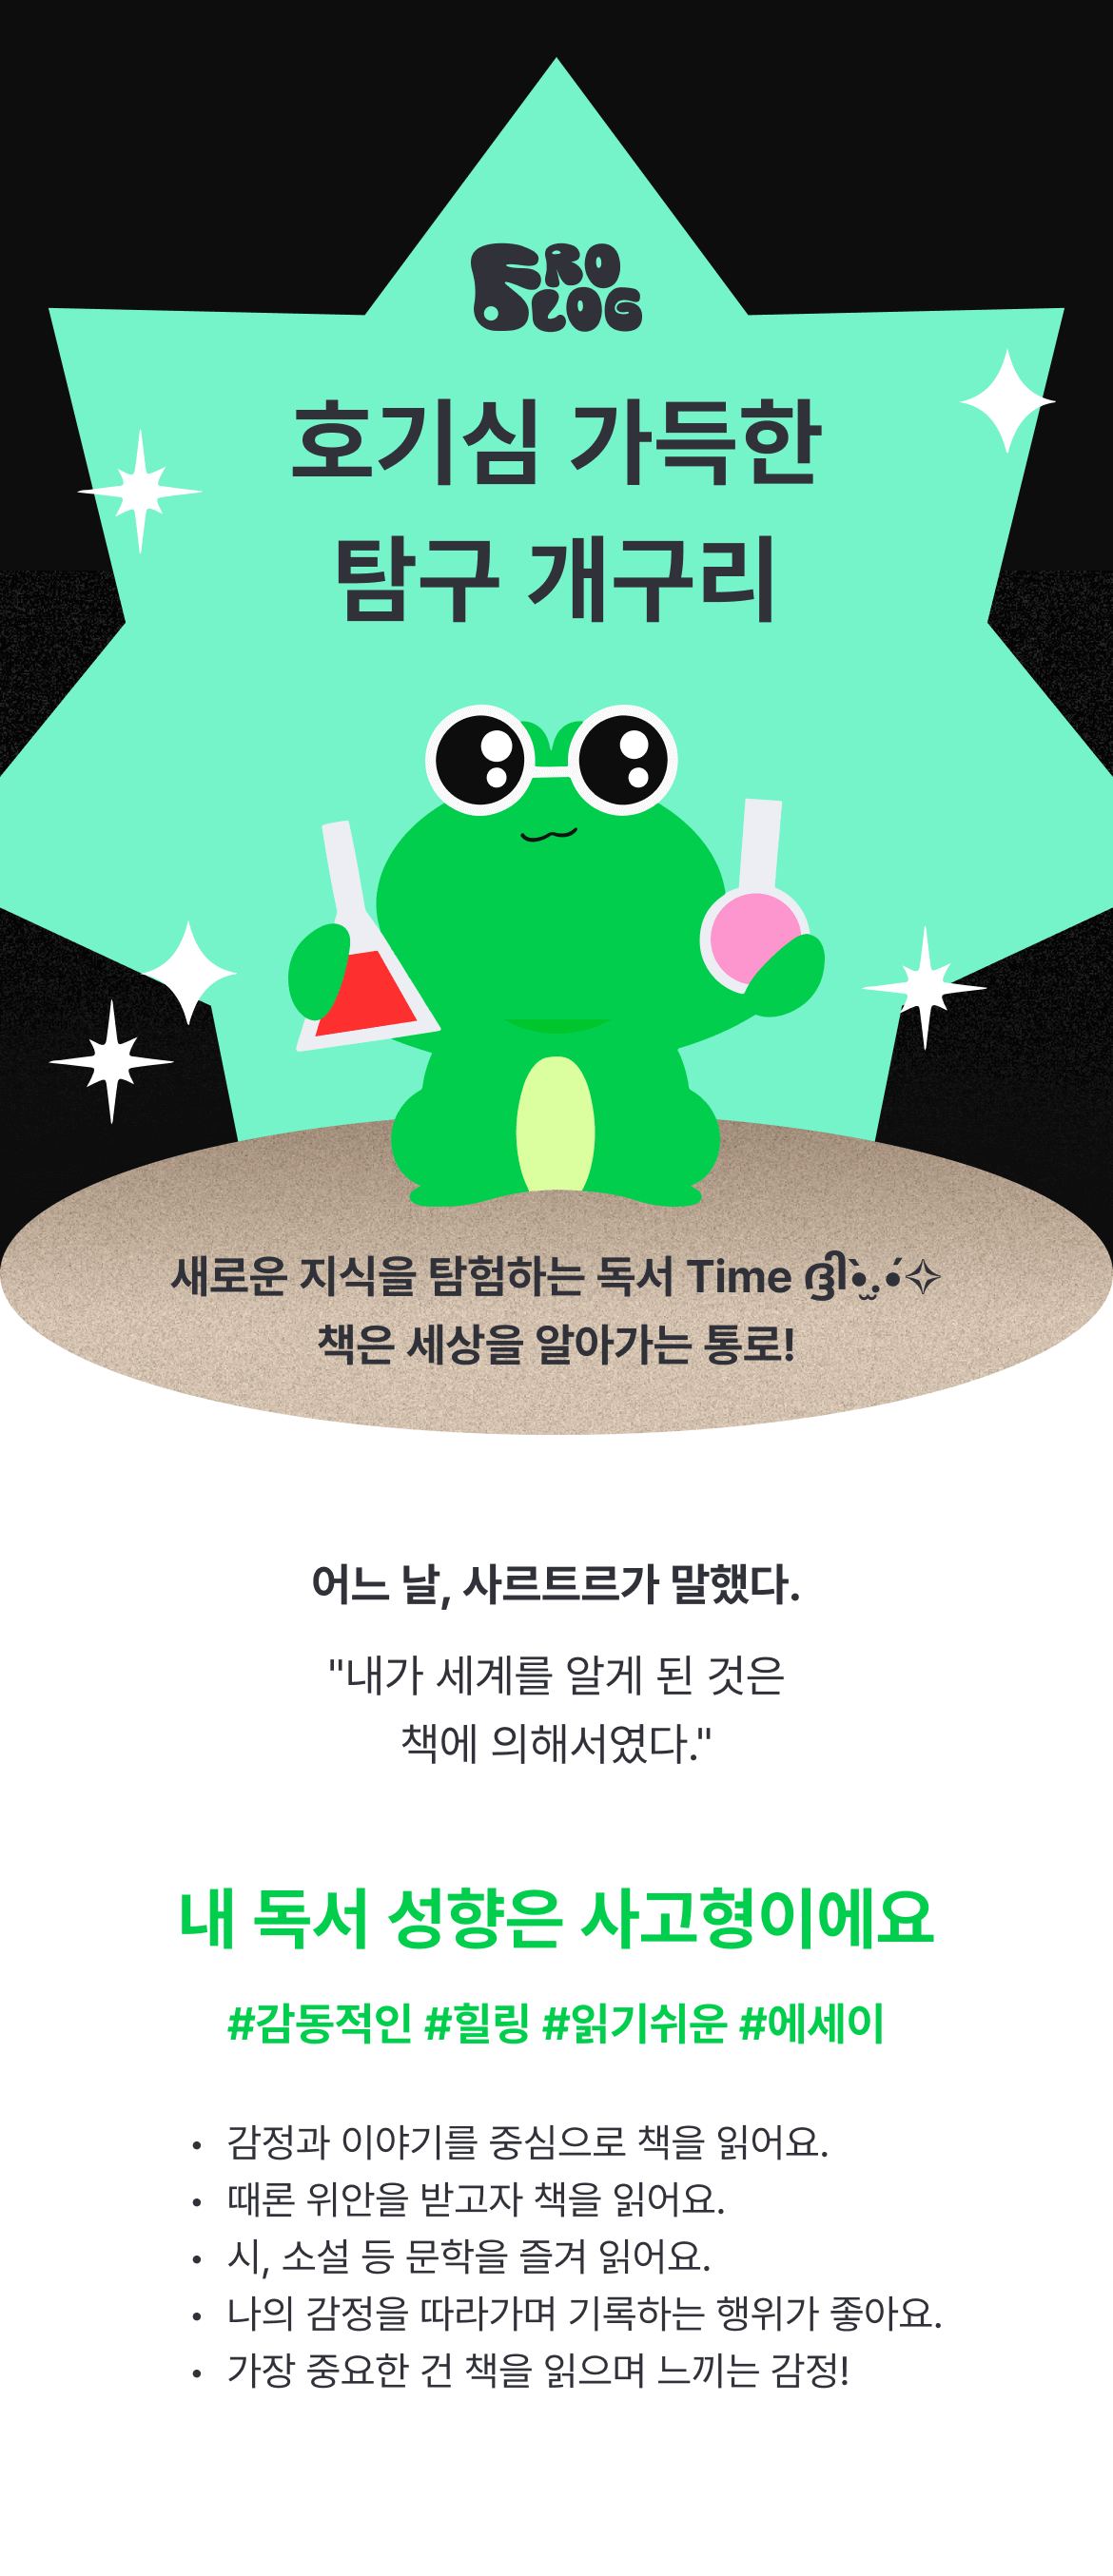 FROLOG
호기심 가득한
탐구 개구리
새로운 지식을 탐험하는 독서 Time ദ്ദി•̀.̫•́✧
책은 세상을 알아가는 통로!
어느 날, 사르트르가 말했다.
"내가 세계를 알게 된 것은
책에 의해서였다."
내 독서 성향은 사고형이에요
#감동적인 #힐링 #읽기쉬운 #에세이
• 감정과 이야기를 중심으로 책을 읽어요.
• 때론 위안을 받고자 책을 읽어요.
• 시, 소설 등 문학을 즐겨 읽어요.
• 나의 감정을 따라가며 기록하는 행위가 좋아요.
• 가장 중요한 건 책을 읽으며 느끼는 감정!